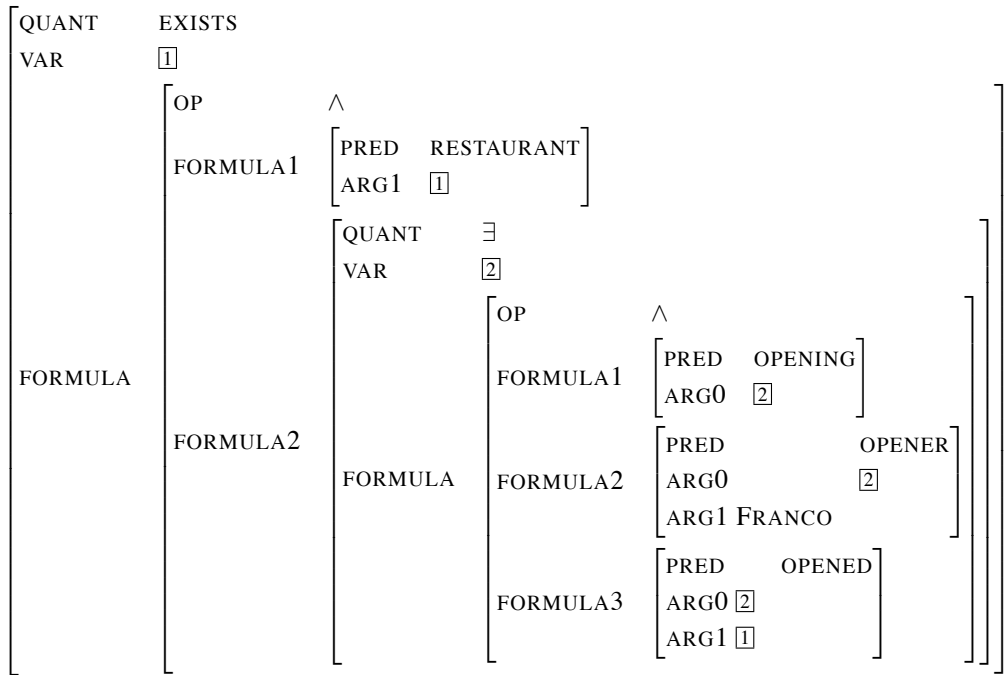 QUANT EXISTS
VAR 1
OP ∧
FORMULA1
PRED RESTAURANT
ARG1 1
QUANT ∃
VAR 2
OP ∧
FORMULA
FORMULA1
PRED OPENING
ARG0 2
FORMULA2
FORMULA
FORMULA2
PRED OPENER
ARG0 2
ARG1 FRANCO
FORMULA3
PRED OPENED
ARG0 2
ARG1 1